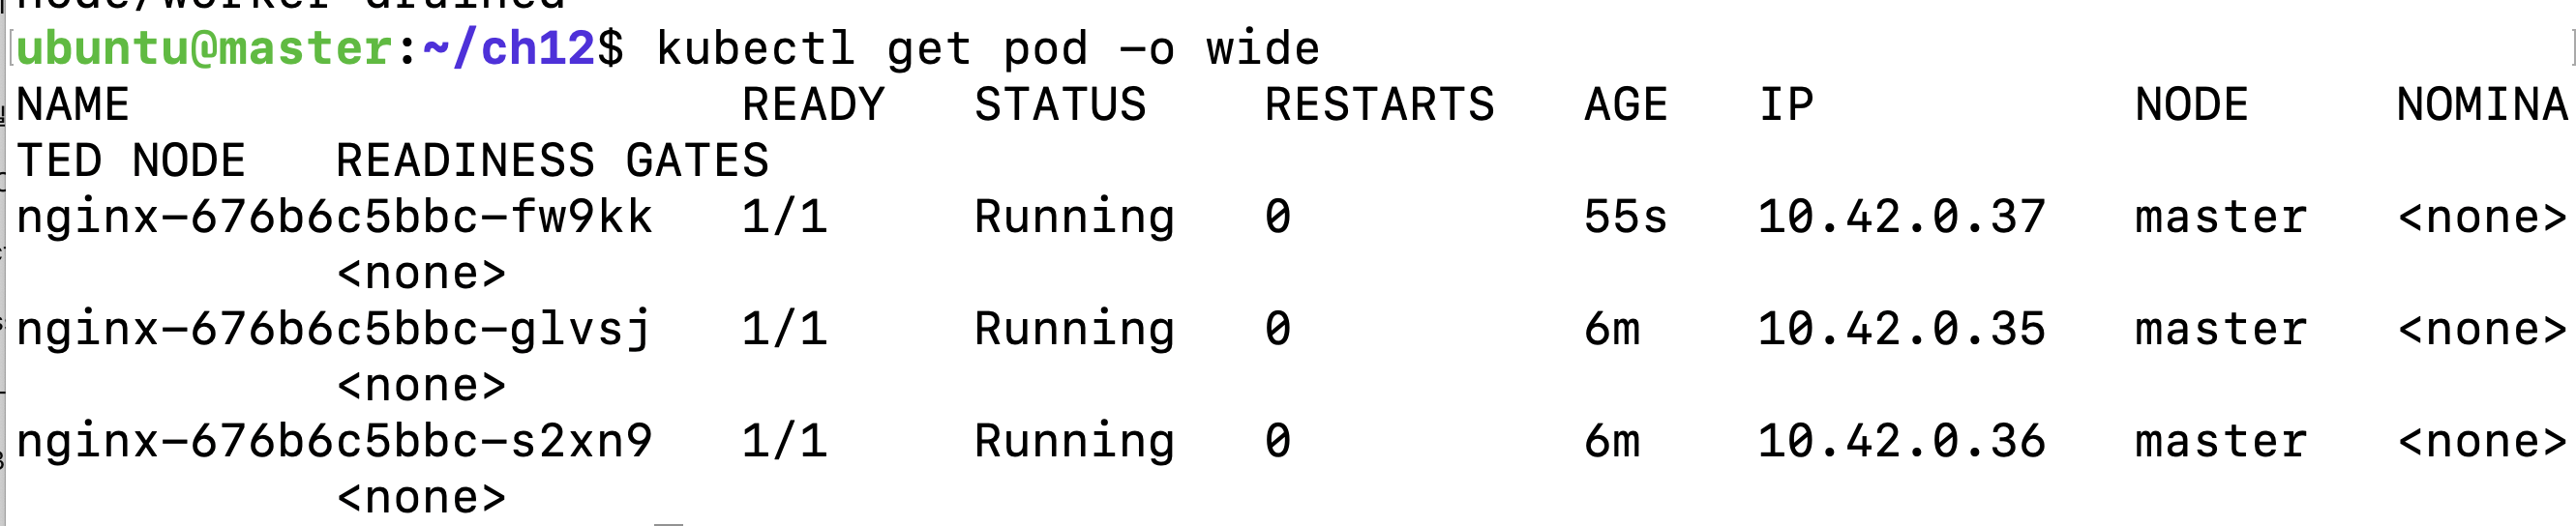 node/worker drained
ubuntu@master:~/ch12$ kubectl get pod -o wide
NAME                     READY   STATUS    RESTARTS   AGE   IP           NODE     NOMINA
TED NODE   READINESS GATES
nginx-676b6c5bbc-fw9kk   1/1     Running   0          55s   10.42.0.37   master   <none>
           <none>
nginx-676b6c5bbc-glvsj   1/1     Running   0          6m    10.42.0.35   master   <none>
           <none>
nginx-676b6c5bbc-s2xn9   1/1     Running   0          6m    10.42.0.36   master   <none>
           <none>